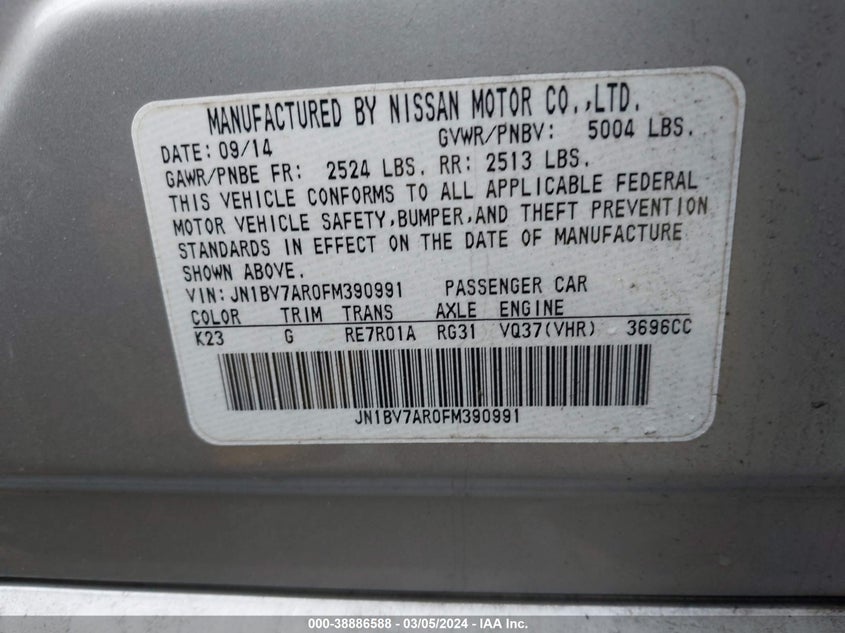 MANUFACTURED BY NISSAN MOTOR CO.,LTD.
DATE: 09/14 GVWR/PNBV: 5004 LBS.
GAWR/PNBE FR: 2524 LBS. RR: 2513 LBS.
THIS VEHICLE CONFORMS TO ALL APPLICABLE FEDERAL
MOTOR VEHICLE SAFETY,BUMPER,AND THEFT PREVENTION
STANDARDS IN EFFECT ON THE DATE OF MANUFACTURE
SHOWN ABOVE.
VIN: JN1BV7AR0FM390991 PASSENGER CAR
COLOR TRIM TRANS AXLE ENGINE
K23 G RE7R01A RG31 VQ37(VHR) 3696CC
JN1BV7AR0FM390991
000-38886588 — 03/05/2024 — IAA Inc.